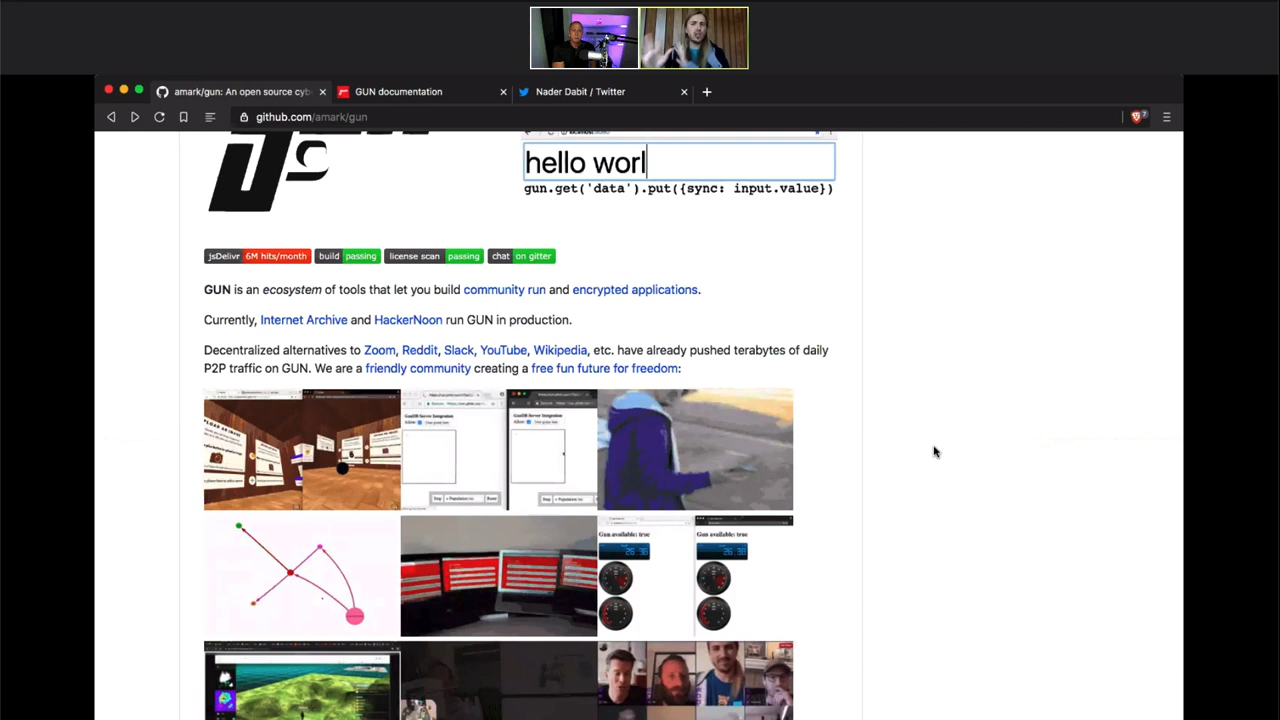 amark/gun: An open source cyb
GUN documentation
Nader Dabit / Twitter
github.com/amark/gun
hello worl
gun.get('data').put({sync: input.value})
jsDelivr 6M hits/month build passing license scan passing chat on gitter
GUN is an ecosystem of tools that let you build community run and encrypted applications.
Currently, Internet Archive and HackerNoon run GUN in production.
Decentralized alternatives to Zoom, Reddit, Slack, YouTube, Wikipedia, etc. have already pushed terabytes of daily
P2P traffic on GUN. We are a friendly community creating a free fun future for freedom:
Gun available: true
Gun available: true